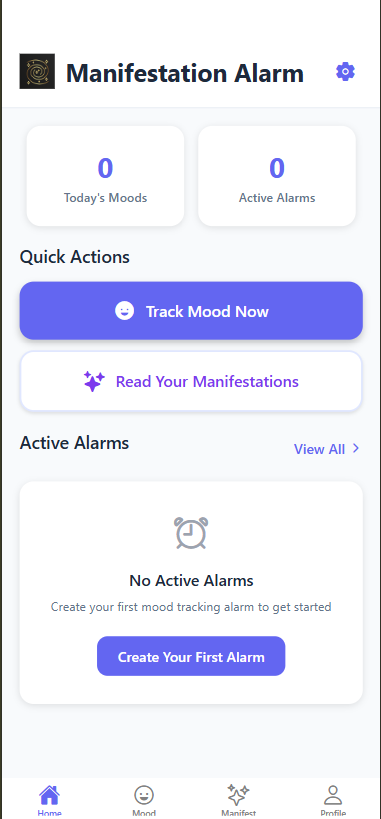 Manifestation Alarm
0
Today's Moods
0
Active Alarms
Quick Actions
Track Mood Now
Read Your Manifestations
Active Alarms
View All
No Active Alarms
Create your first mood tracking alarm to get started
Create Your First Alarm
Home
Mood
Manifest
Profile